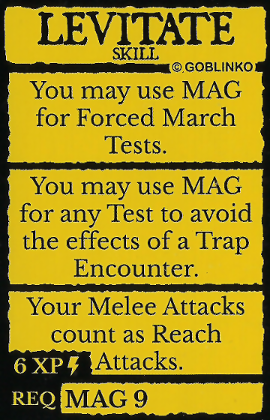 LEVITATE
SKILL
© GOBLINKO
You may use MAG
for Forced March
Tests.
You may use MAG
for any Test to avoid
the effects of a Trap
Encounter.
Your Melee Attacks
count as Reach
Attacks.
6 XP
REQ MAG 9